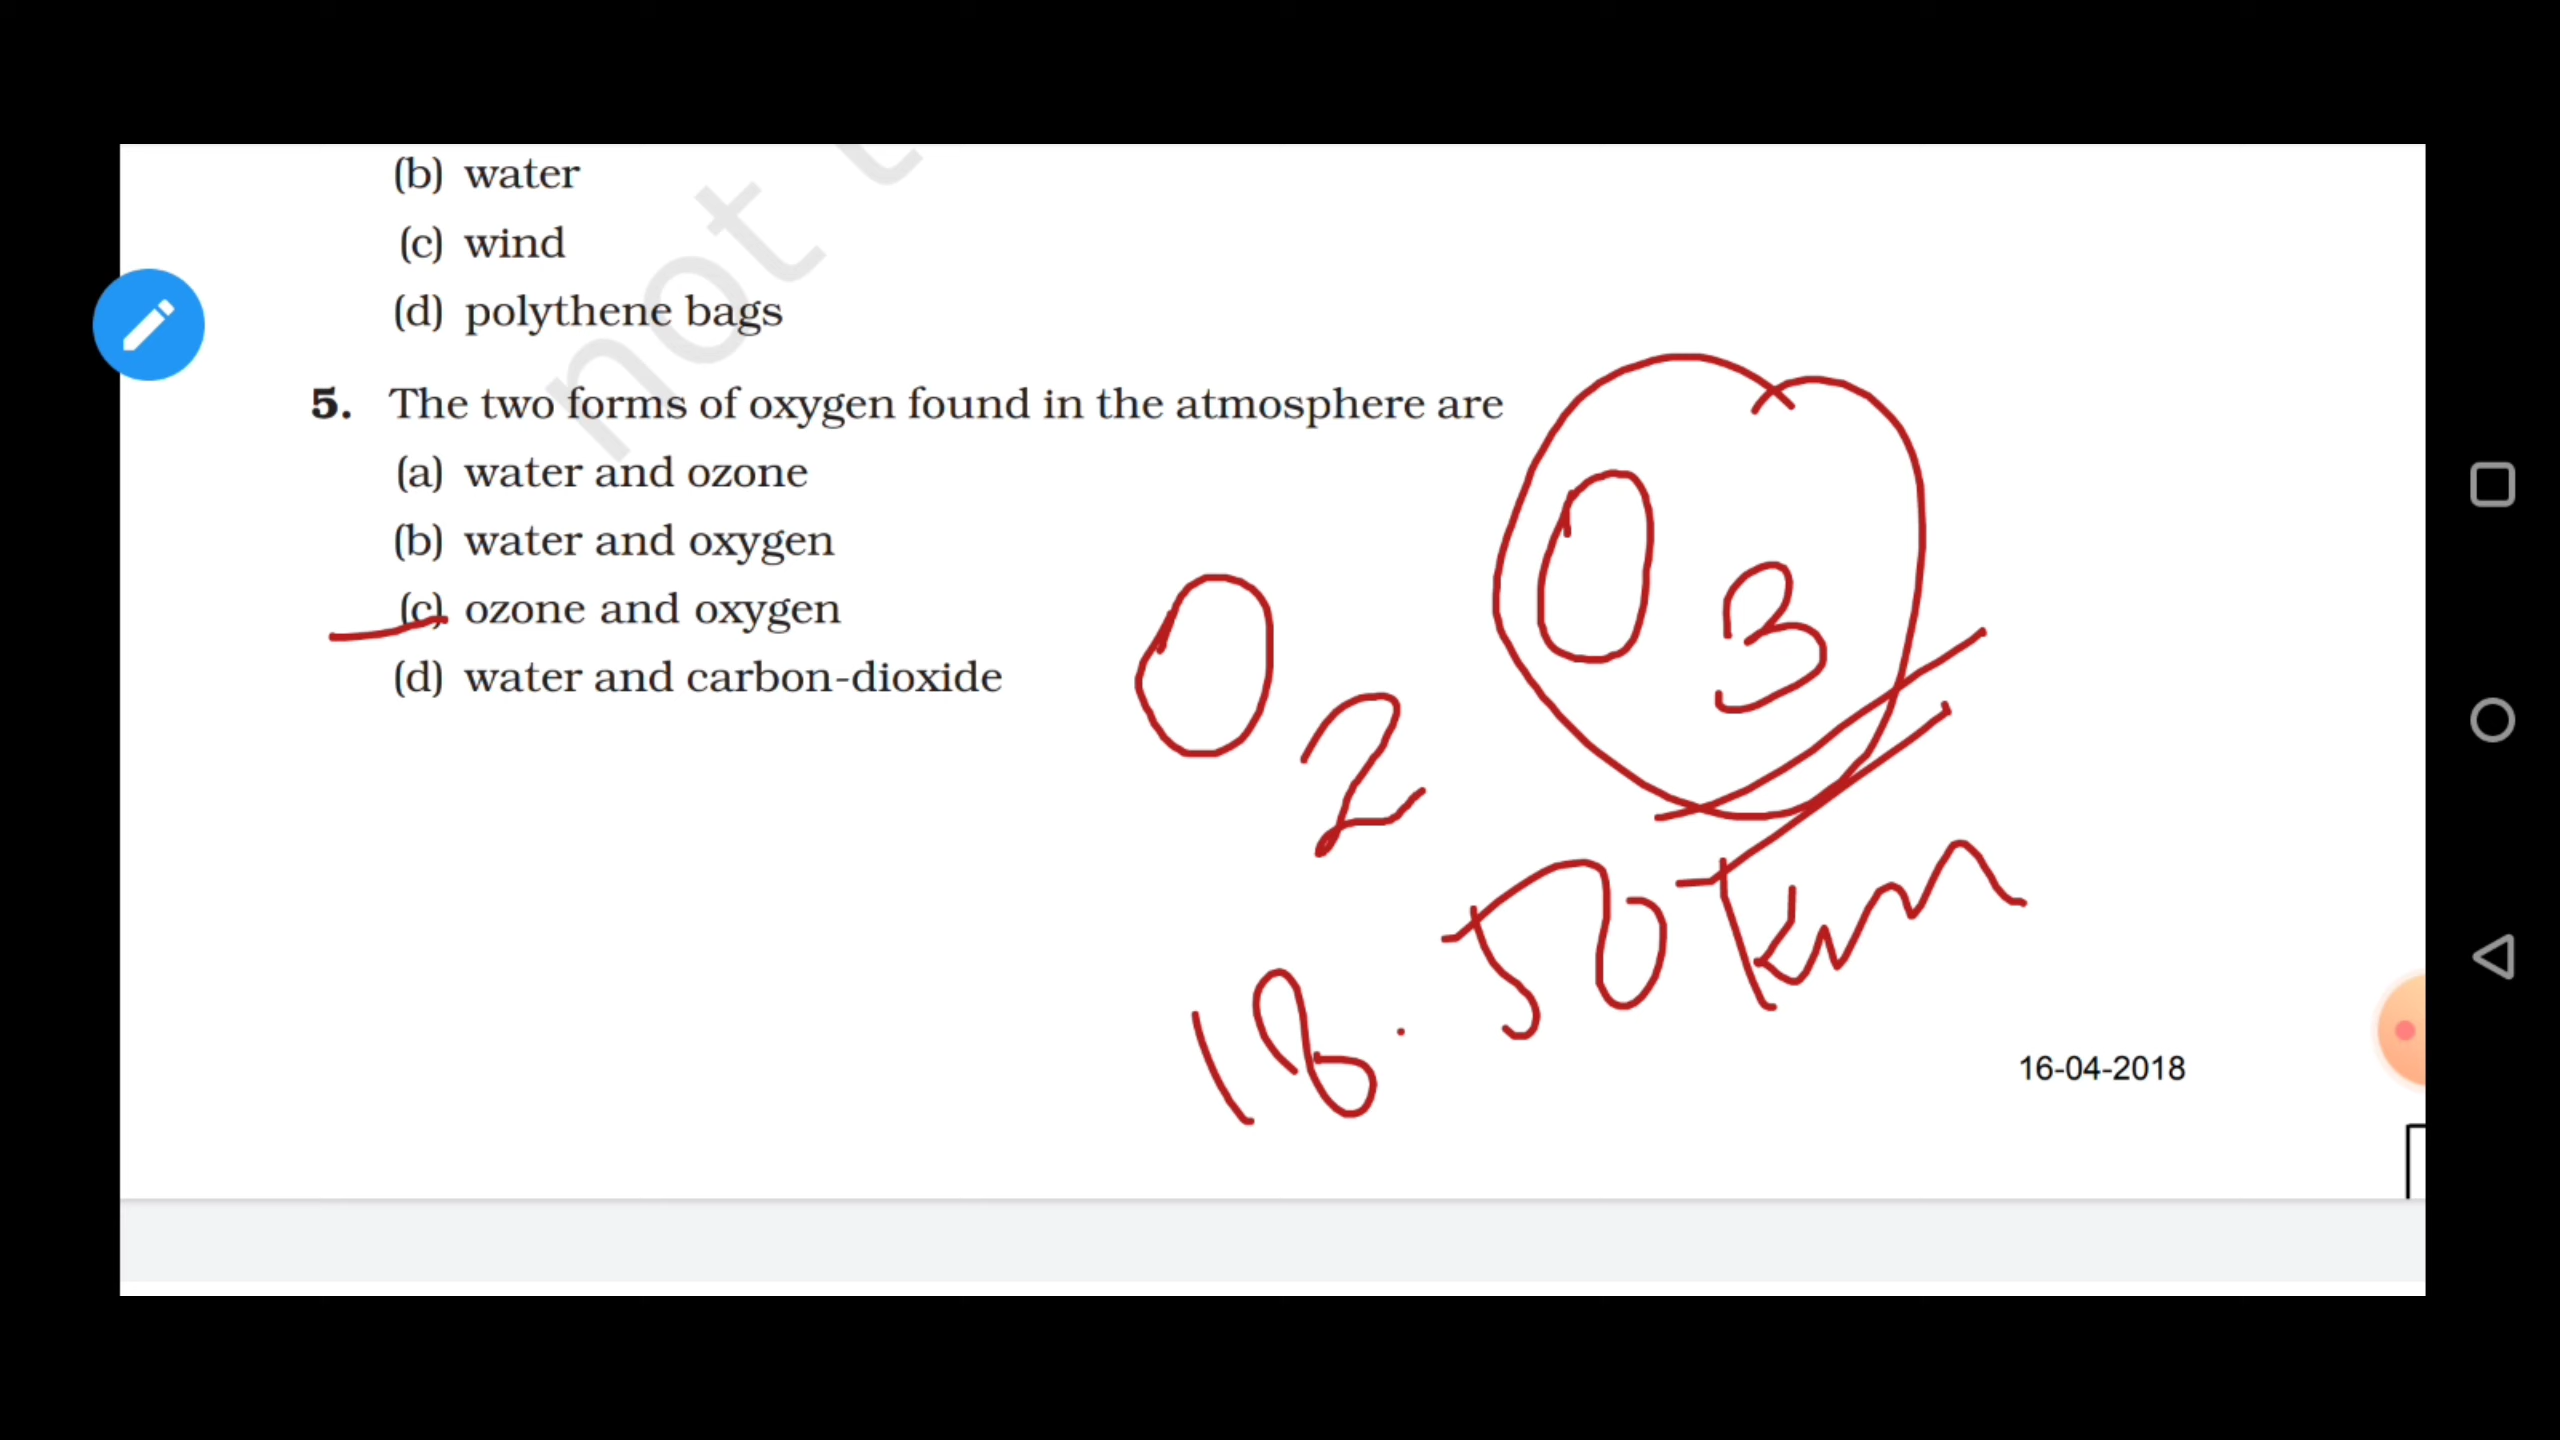 (b) water
(c) wind
(d) polythene bags
not t
5. The two forms of oxygen found in the atmosphere are
(a) water and ozone
(b) water and oxygen
(c) ozone and oxygen
(d) water and carbon-dioxide
O2
O3
18.50 km
16-04-2018